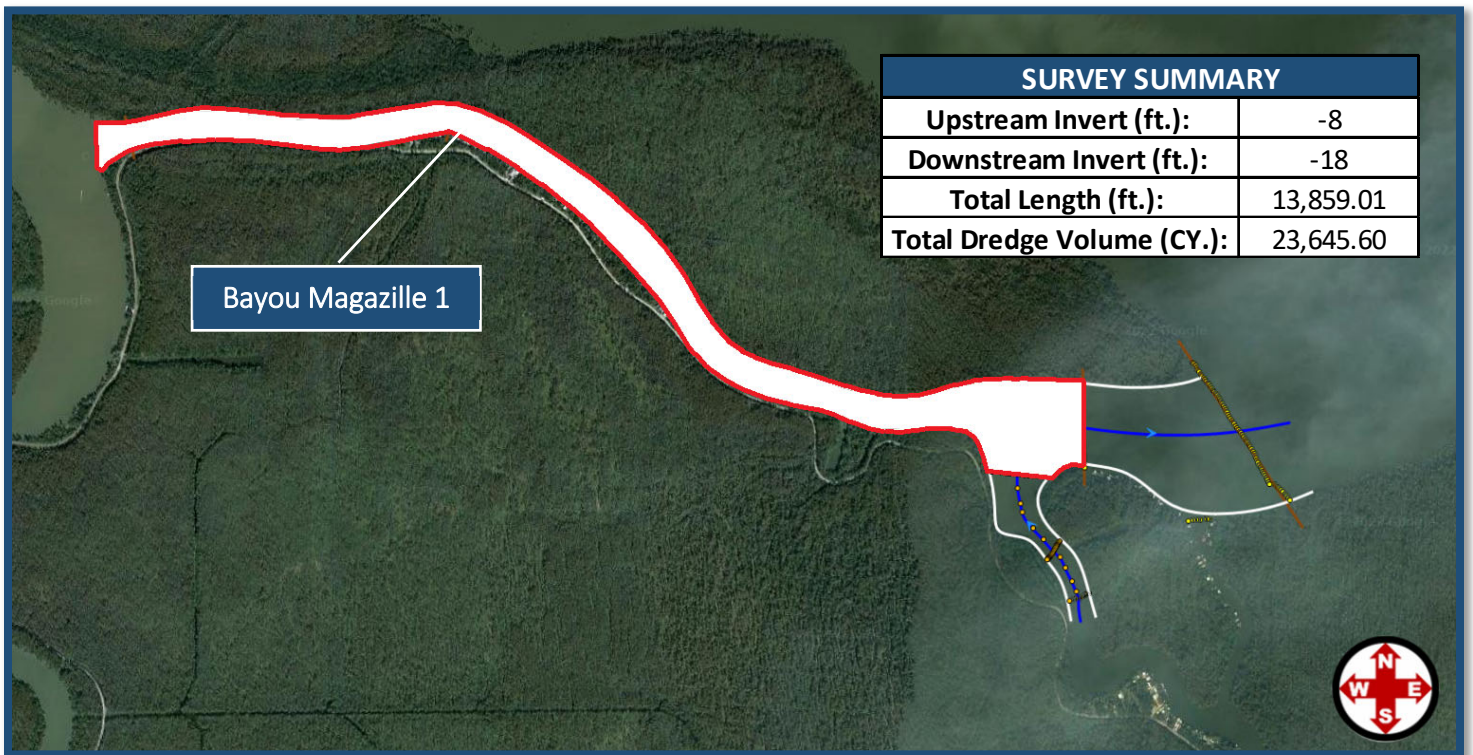 SURVEY SUMMARY
Upstream Invert (ft.): -8
Downstream Invert (ft.): -18
Total Length (ft.): 13,859.01
Total Dredge Volume (CY.): 23,645.60
Bayou Magazille 1
Google
N
W E
S